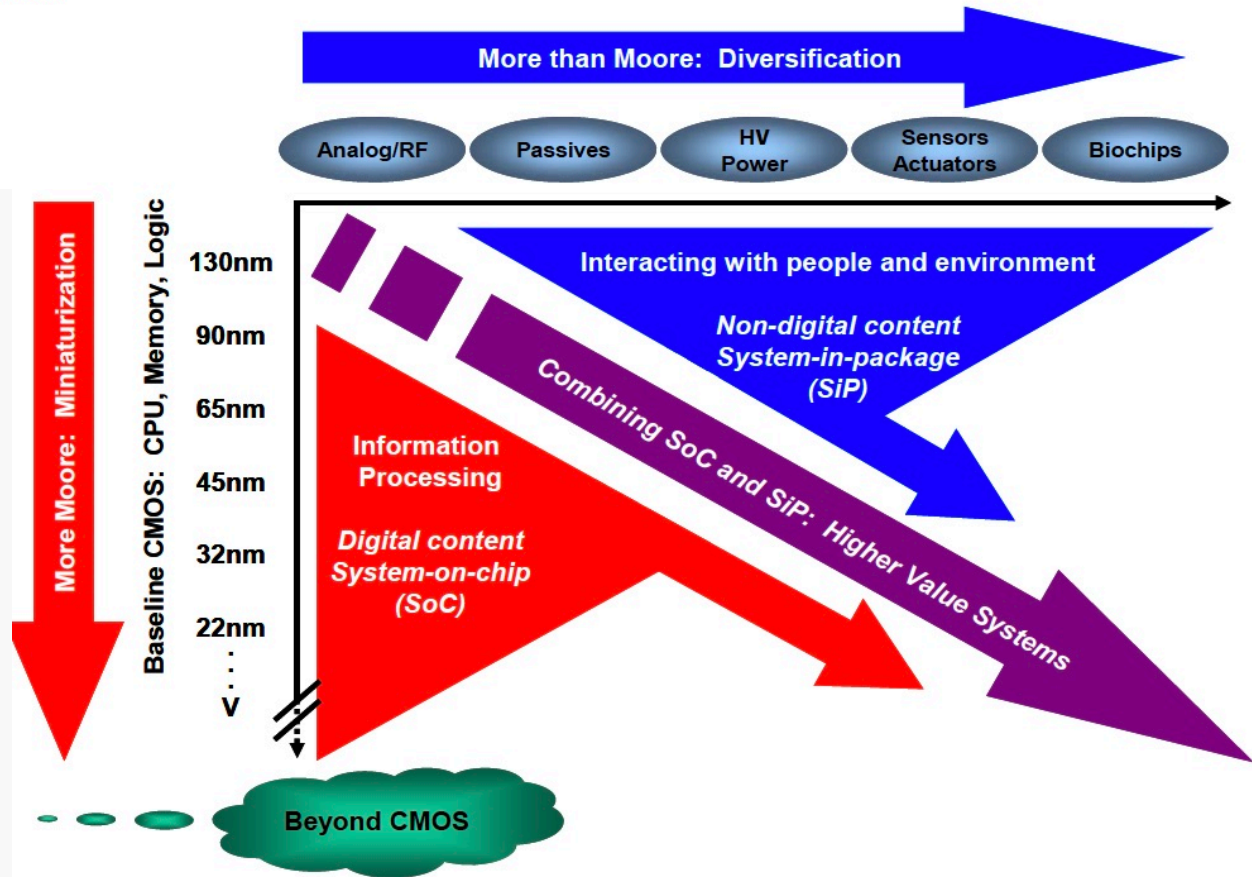 More than Moore: Diversification
Analog/RF
Passives
HV
Power
Sensors
Actuators
Biochips
More Moore: Miniaturization
Baseline CMOS: CPU, Memory, Logic
130nm
90nm
65nm
45nm
32nm
22nm
V
Interacting with people and environment
Non-digital content
System-in-package
(SiP)
Combining SoC and SiP: Higher Value Systems
Information
Processing
Digital content
System-on-chip
(SoC)
Beyond CMOS